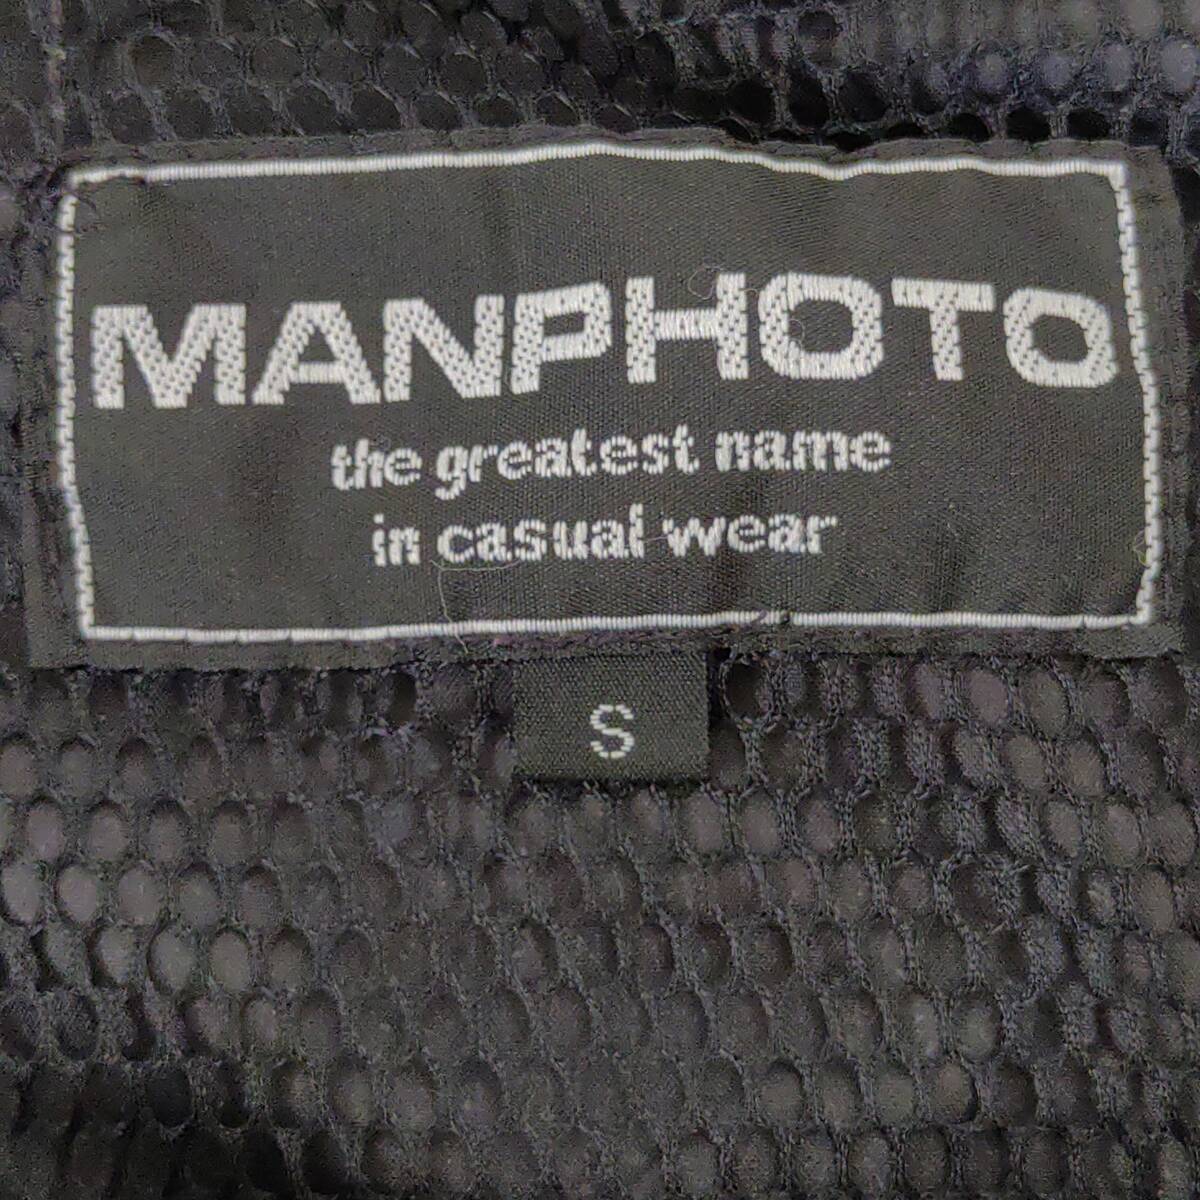 MANPHOTO
the greatest name
in casual wear
S